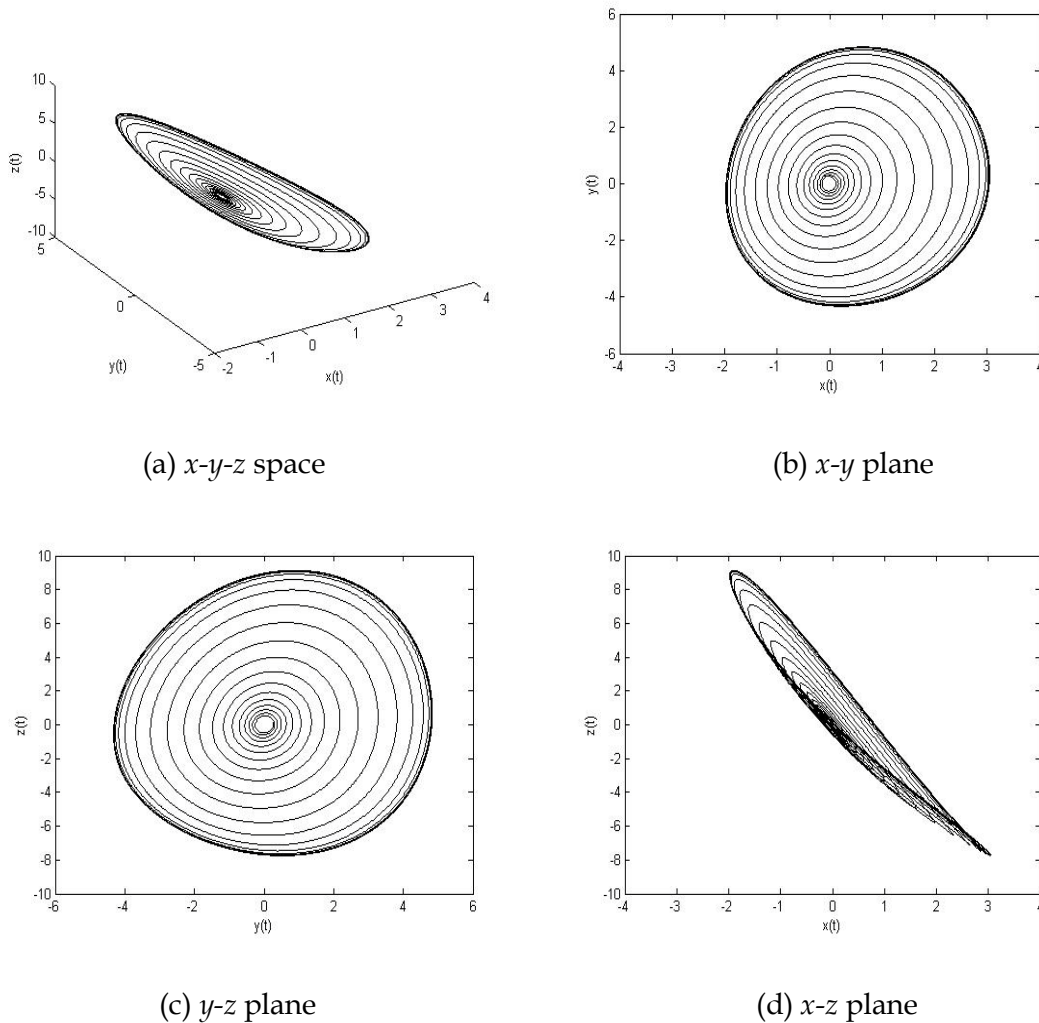 10
5
0
-5
-10
z(t)
5
0
-5
y(t)
-2
-1
0
1
2
3
4
x(t)
(a) x-y-z space
6
4
2
0
-2
-4
-6
y(t)
-4 -3 -2 -1 0 1 2 3 4
x(t)
(b) x-y plane
10
8
6
4
2
0
-2
-4
-6
-8
-10
z(t)
-6 -4 -2 0 2 4 6
y(t)
(c) y-z plane
10
8
6
4
2
0
-2
-4
-6
-8
-10
z(t)
-4 -3 -2 -1 0 1 2 3 4
x(t)
(d) x-z plane